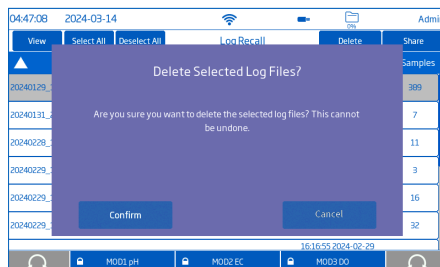 04:47:08 2024-03-14 0% Admi
View Select All Deselect All Log Recall Delete Share
Samples
Delete Selected Log Files?
20240129_ 389
20240131_ 7
Are you sure you want to delete the selected log files? This cannot
be undone.
20240228_ 11
20240229_ 3
20240229_ 16
Confirm Cancel
20240229_ 32
16:16:55 2024-02-29
MOD1 pH MOD2 EC MOD3 DO